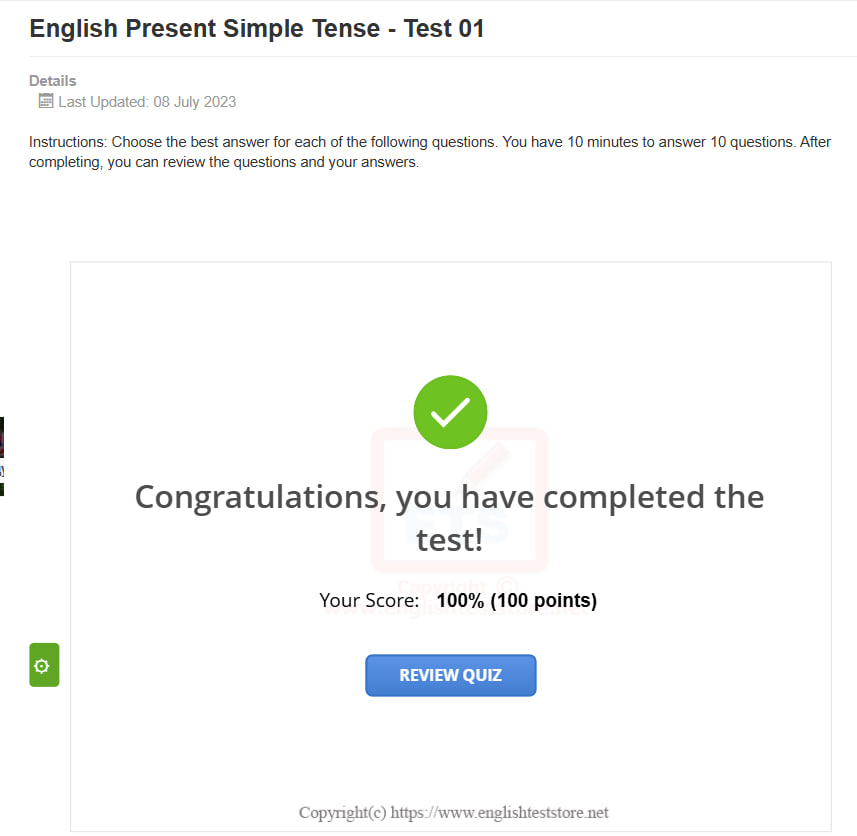 English Present Simple Tense - Test 01
Details
Last Updated: 08 July 2023
Instructions: Choose the best answer for each of the following questions. You have 10 minutes to answer 10 questions. After
completing, you can review the questions and your answers.
Congratulations, you have completed the
test!
Your Score: 100% (100 points)
REVIEW QUIZ
Copyright(c) https://www.englishteststore.net